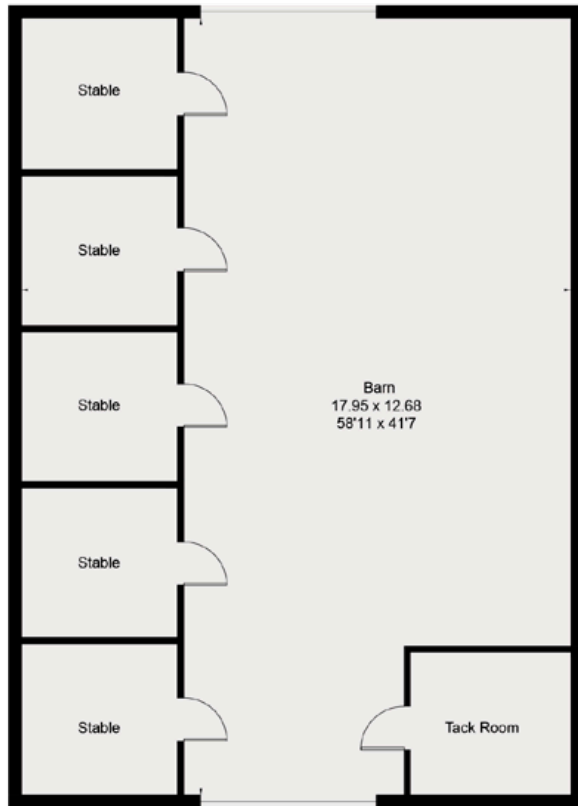 Stable
Stable
Stable
Barn
17.95 x 12.68
58'11 x 41'7
Stable
Stable
Tack Room